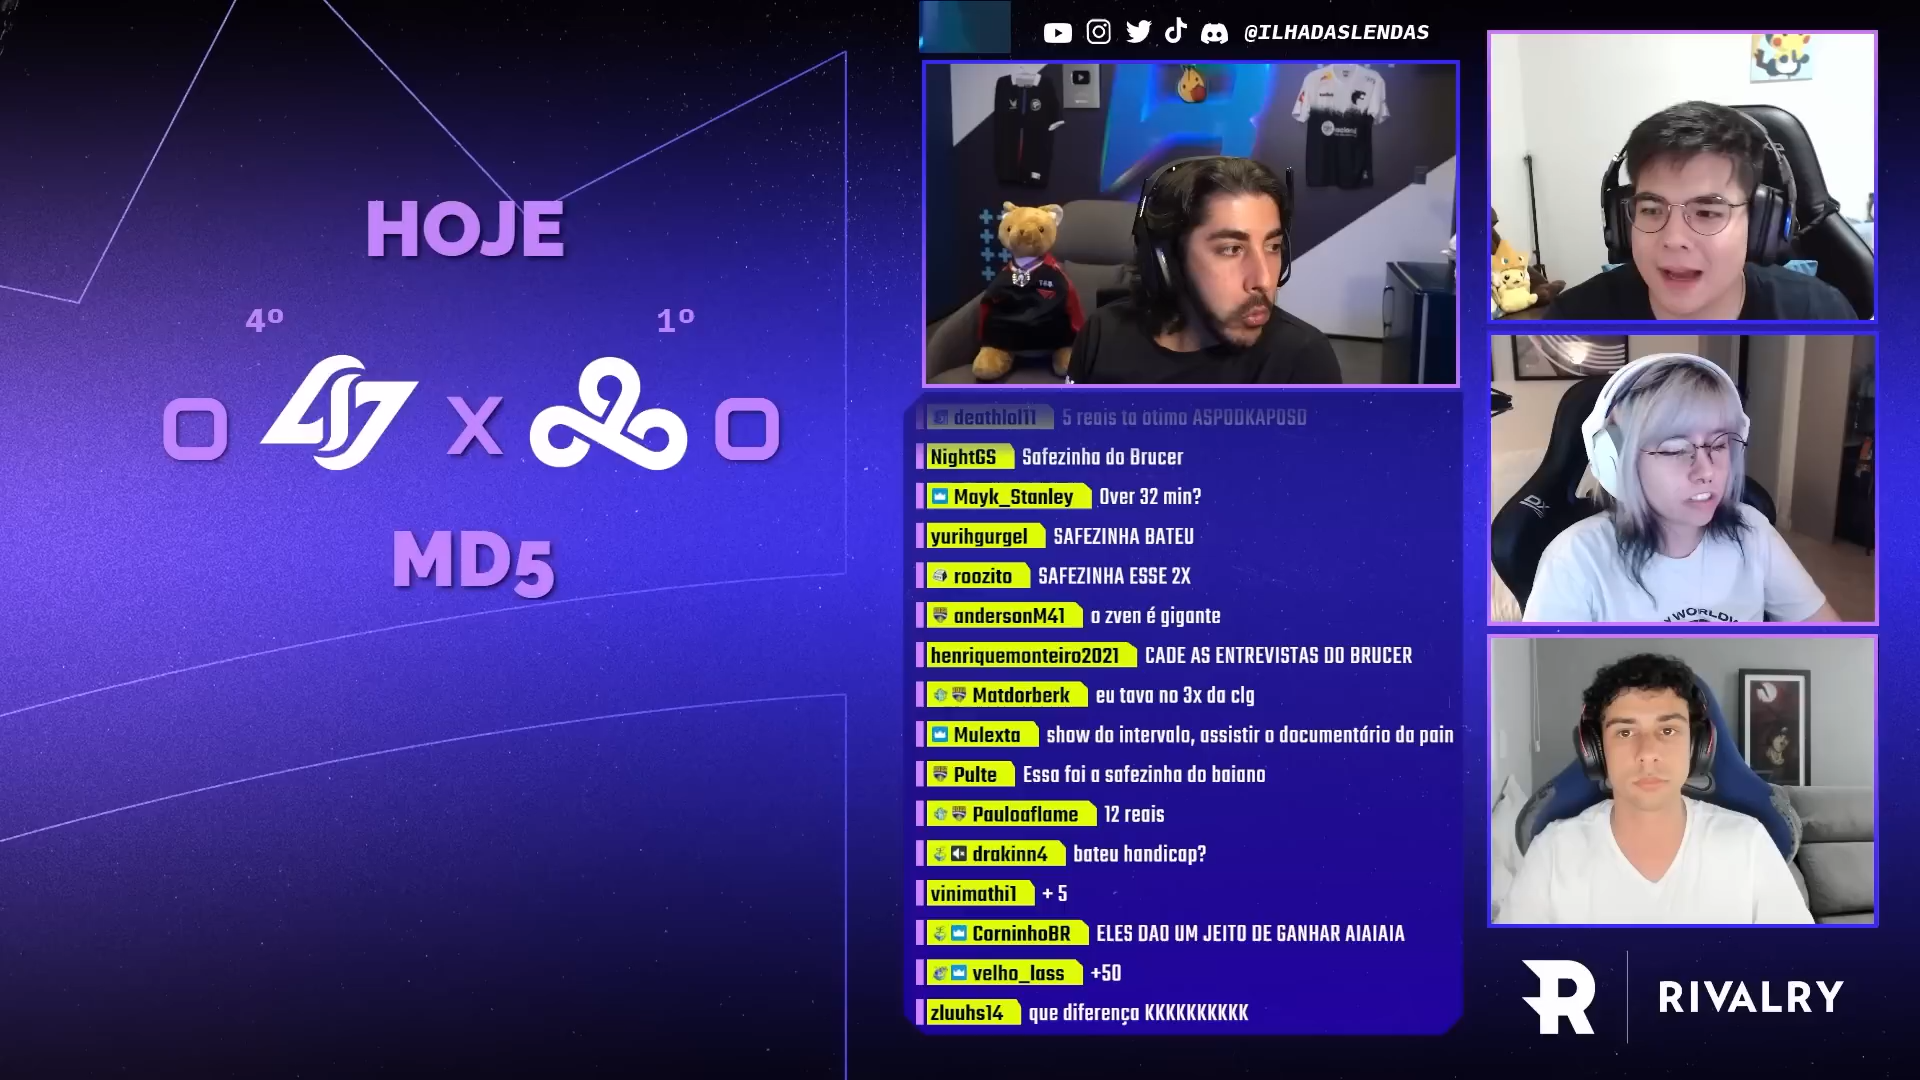 HOJE
4º
1º
0
X
0
MD5
@ILHADASLENDAS
deathlol11 5 reais ta otimo ASPODKAPOSD
NightGS Safezinha do Brucer
Mayk_Stanley Over 32 min?
yurihgurgel SAFEZINHA BATEU
roozito SAFEZINHA ESSE 2X
andersonM41 o zven é gigante
henriquemonteiro2021 CADE AS ENTREVISTAS DO BRUCER
Matdorberk eu tava no 3x da clg
Mulexta show do intervalo, assistir o documentário da pain
Pulte Essa foi a safezinha do baiano
Pauloaflame 12 reais
drakinn4 bateu handicap?
vinimathi1 + 5
CorninhoBR ELES DAO UM JEITO DE GANHAR AIAIAIA
velho_lass +50
zluuhs14 que diferença KKKKKKKKKK
RIVALRY